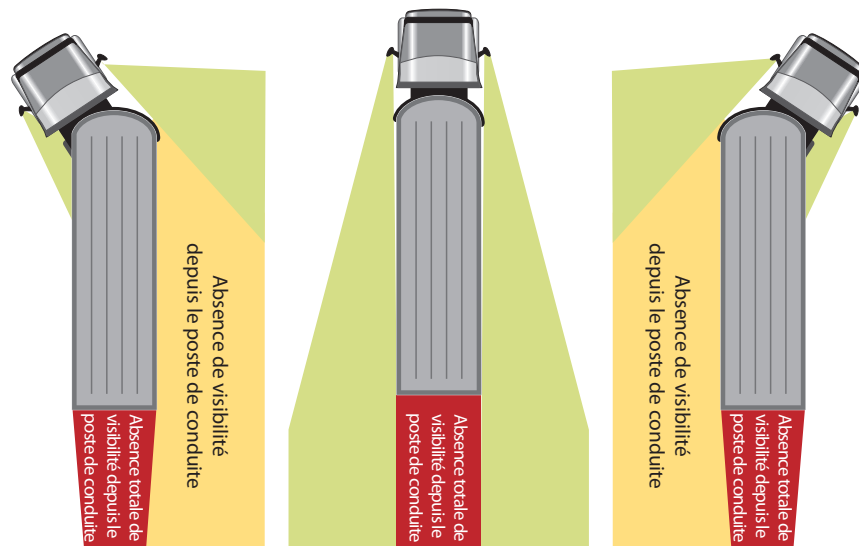 Absence de visibilité
depuis le poste de conduite
Absence totale de
visibilité depuis le
poste de conduite
Absence totale de
visibilité depuis le
poste de conduite
Absence de visibilité
depuis le poste de conduite
Absence totale de
visibilité depuis le
poste de conduite